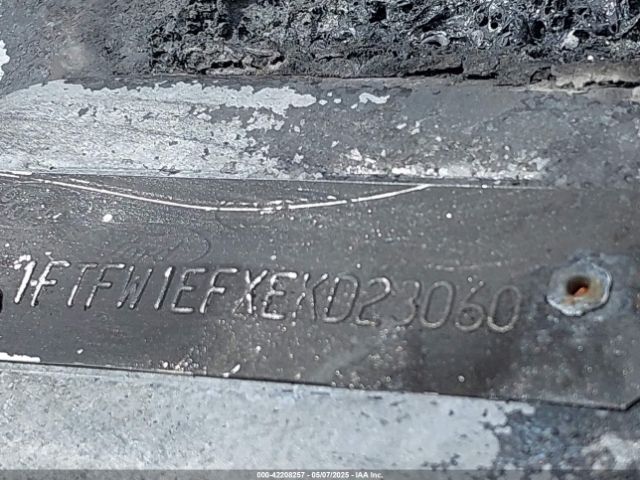 1FTFW1EFXEKD23060
000-42208257 - 05/07/2025 - IAA Inc.